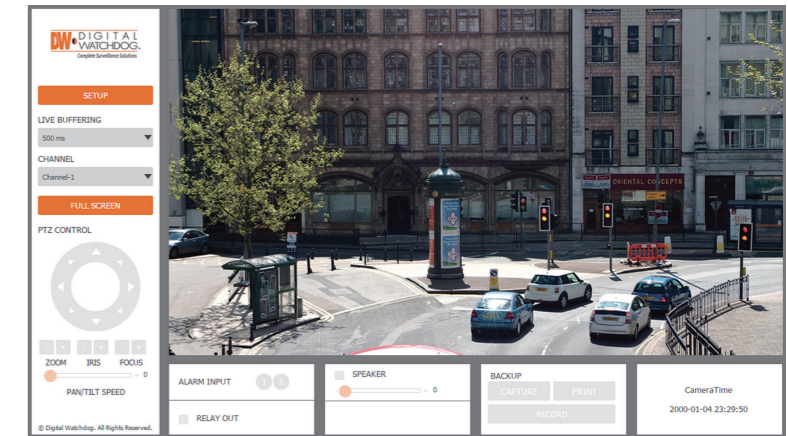 DW DIGITAL
WATCHDOG®
Complete Surveillance Solutions
SETUP
LIVE BUFFERING
500 ms
CHANNEL
Channel-1
FULL SCREEN
PTZ CONTROL
- + - + - +
ZOOM IRIS FOCUS
0
PAN/TILT SPEED
© Digital Watchdog. All Rights Reserved.
ORIENTAL CONCEPTS
ALARM INPUT 1 2
RELAY OUT
SPEAKER
0
BACKUP
CAPTURE PRINT
RECORD
CameraTime
2000-01-04 23:29:50